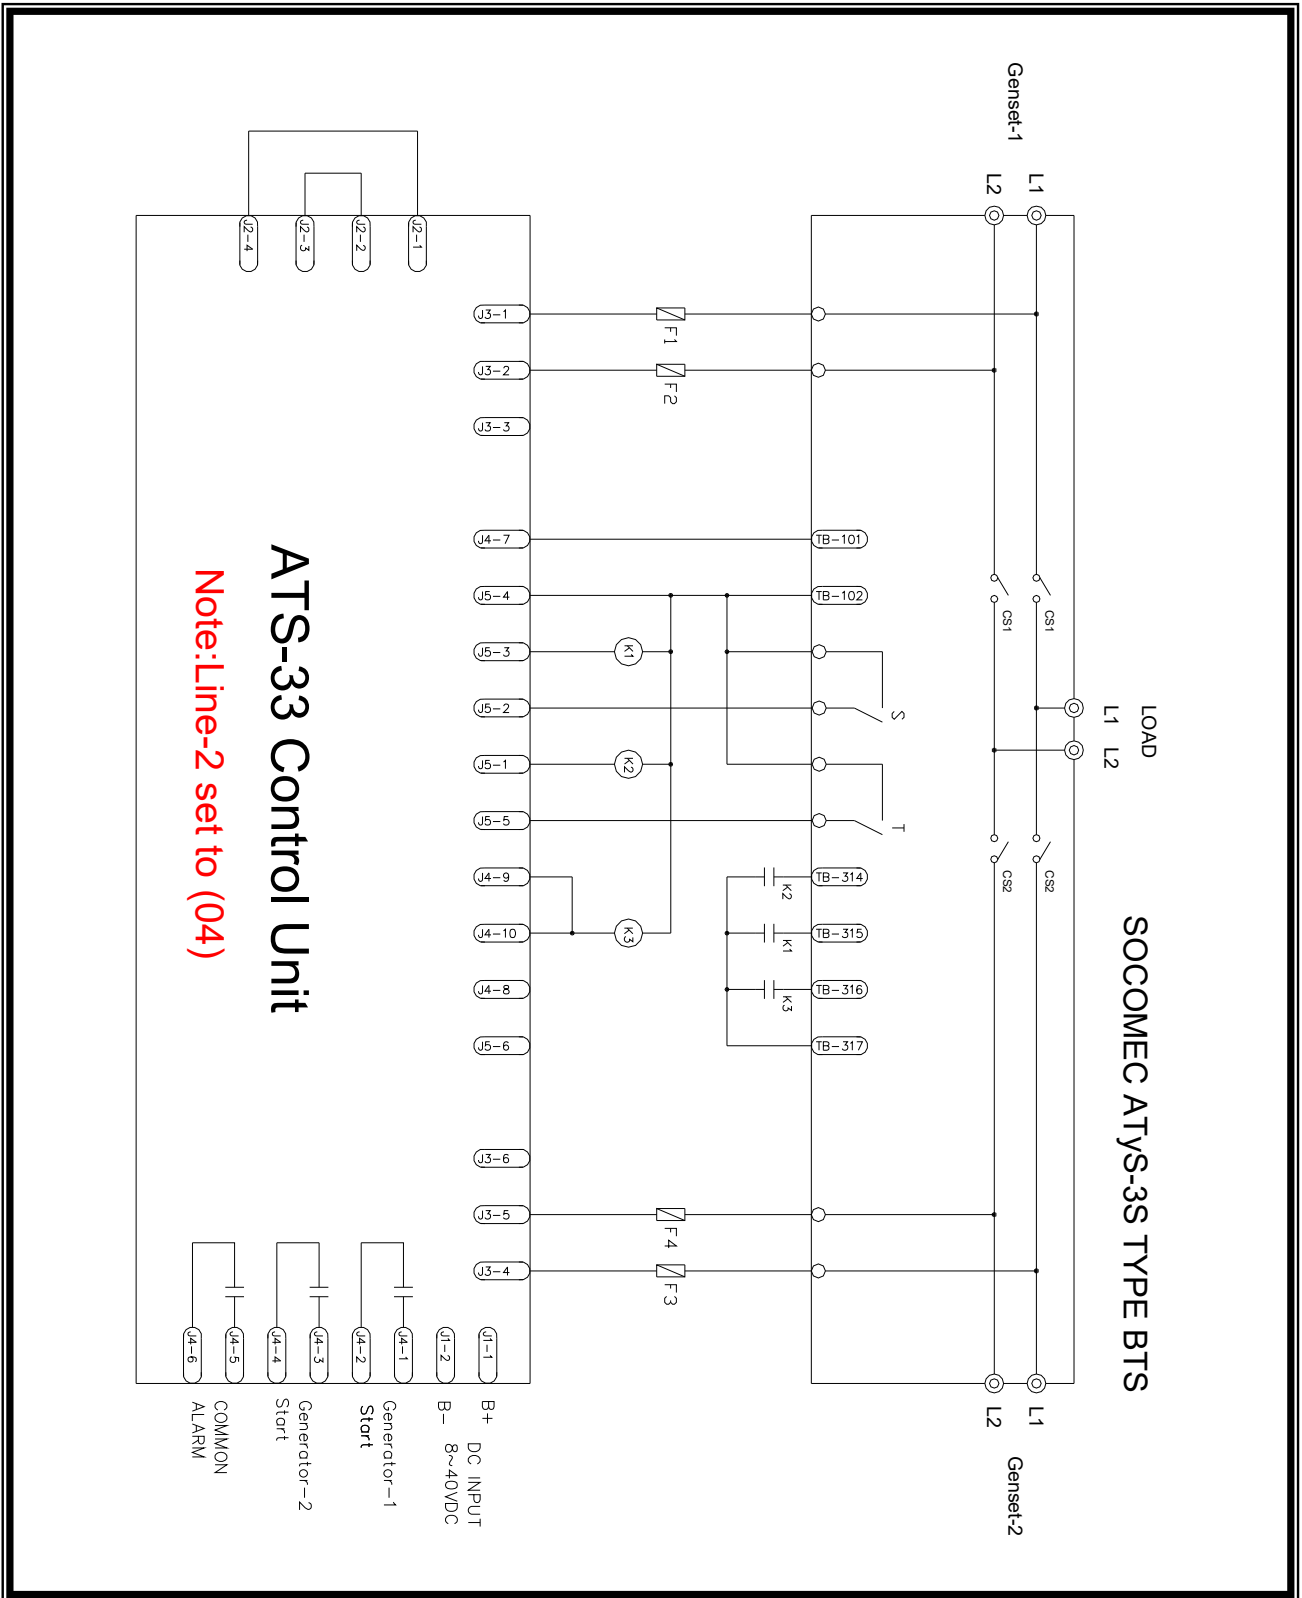 SOCOMEC ATyS-3S TYPE BTS
LOAD
L1 L2
Genset-1
L1
L2
CS1
CS1
CS2
CS2
L1
L2
Genset-2
S
T
TB-101
TB-102
TB-314
TB-315
TB-316
TB-317
K2
K1
K3
F1
F2
F4
F3
K1
K2
K3
J3-1
J3-2
J3-3
J4-7
J5-4
J5-3
J5-2
J5-1
J5-5
J4-9
J4-10
J4-8
J5-6
J3-6
J3-5
J3-4
J2-1
J2-2
J2-3
J2-4
ATS-33 Control Unit
Note:Line-2 set to (04)
J1-1
J1-2
J4-1
J4-2
J4-3
J4-4
J4-5
J4-6
B+ DC INPUT
B- 8~40VDC
Generator-1
Start
Generator-2
Start
COMMON
ALARM